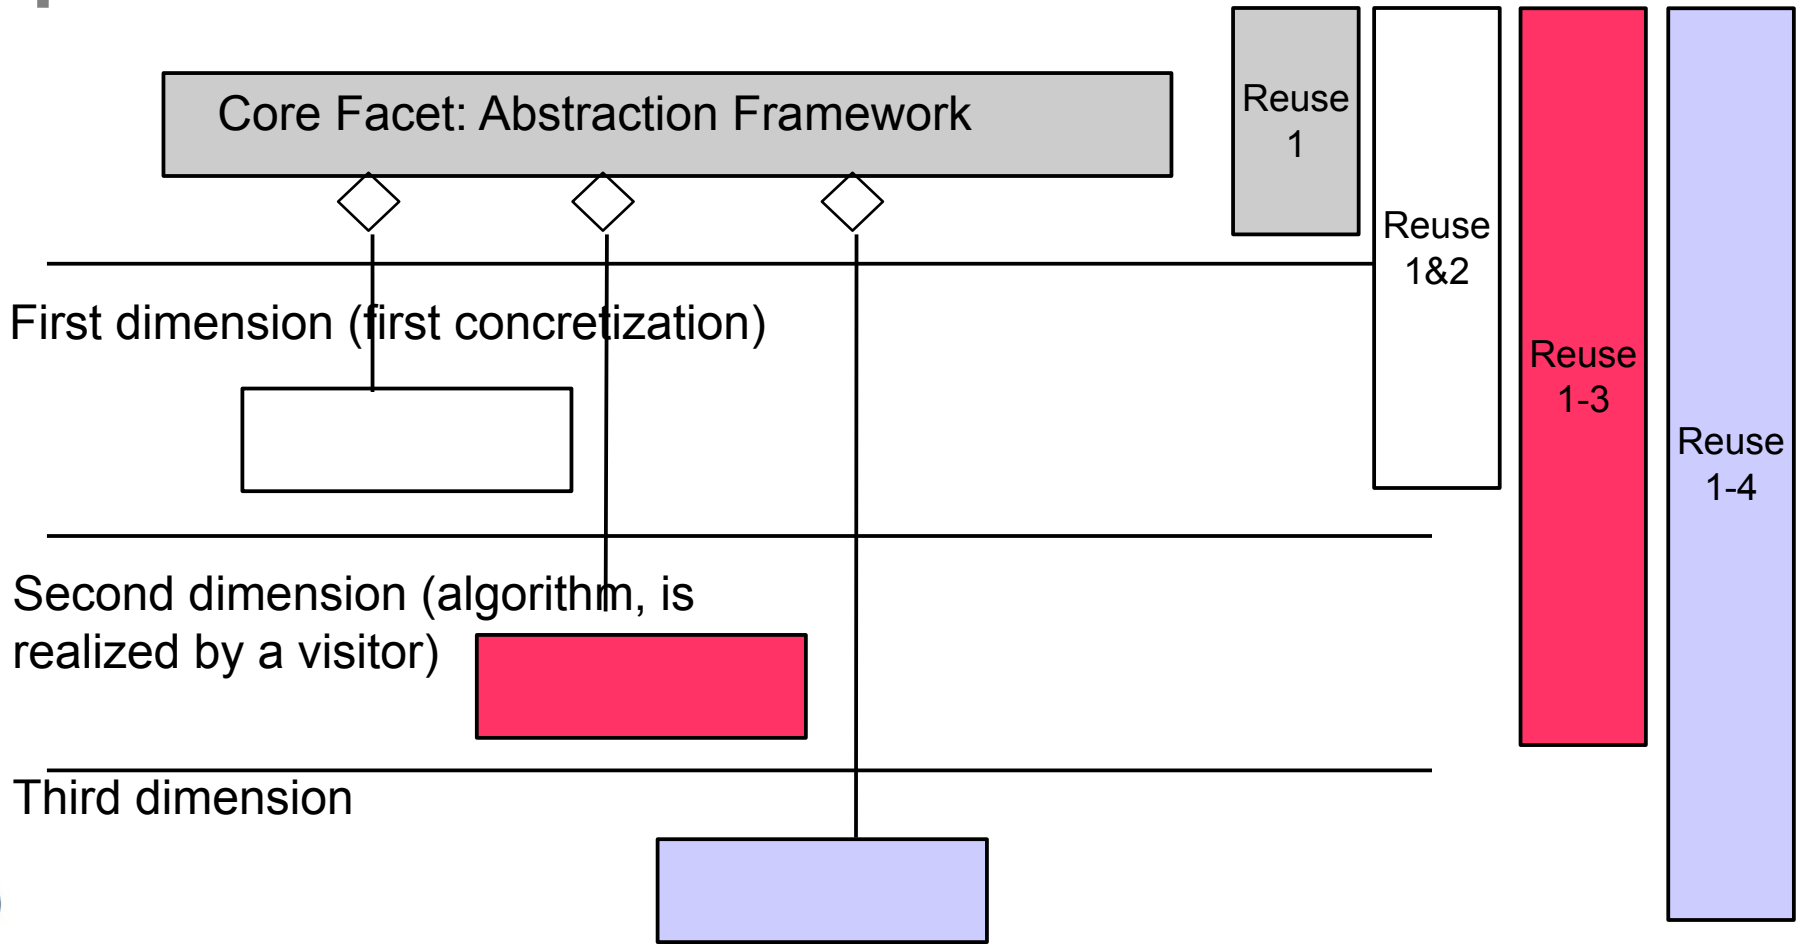 Core Facet: Abstraction Framework
Reuse
1
Reuse
1&2
First dimension (first concretization)
Reuse
1-3
Reuse
1-4
Second dimension (algorithm, is
realized by a visitor)
Third dimension